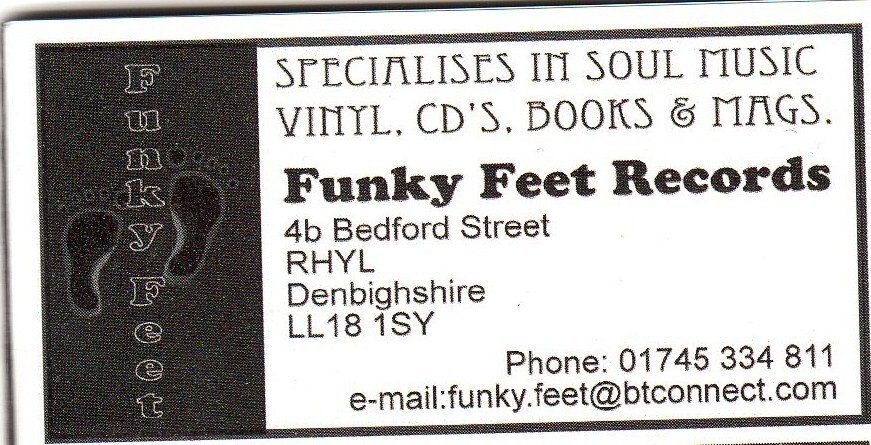 Funky Feet
SPECIALISES IN SOUL MUSIC
VINYL, CD'S, BOOKS & MAGS.
Funky Feet Records
4b Bedford Street
RHYL
Denbighshire
LL18 1SY
Phone: 01745 334 811
e-mail:funky.feet@btconnect.com